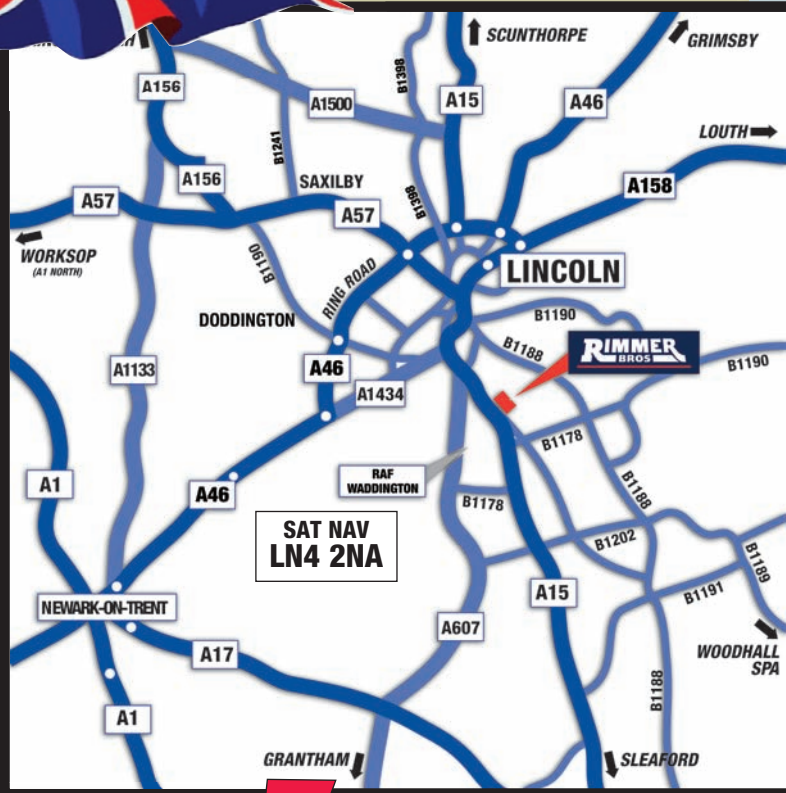 SCUNTHORPE
GRIMSBY
A156
B1398
A15
A46
A1500
LOUTH
B1241
A156
SAXILBY
A158
A57
A57
B1398
WORKSOP
(A1 NORTH)
B1190
RING ROAD
LINCOLN
DODDINGTON
B1190
RIMMER
BROS
B1188
B1190
A46
A1133
A1434
B1178
RAF
WADDINGTON
A1
A46
B1188
B1178
SAT NAV
LN4 2NA
B1202
B1189
A15
B1191
NEWARK-ON-TRENT
A607
A17
WOODHALL
SPA
B1188
A1
GRANTHAM
SLEAFORD